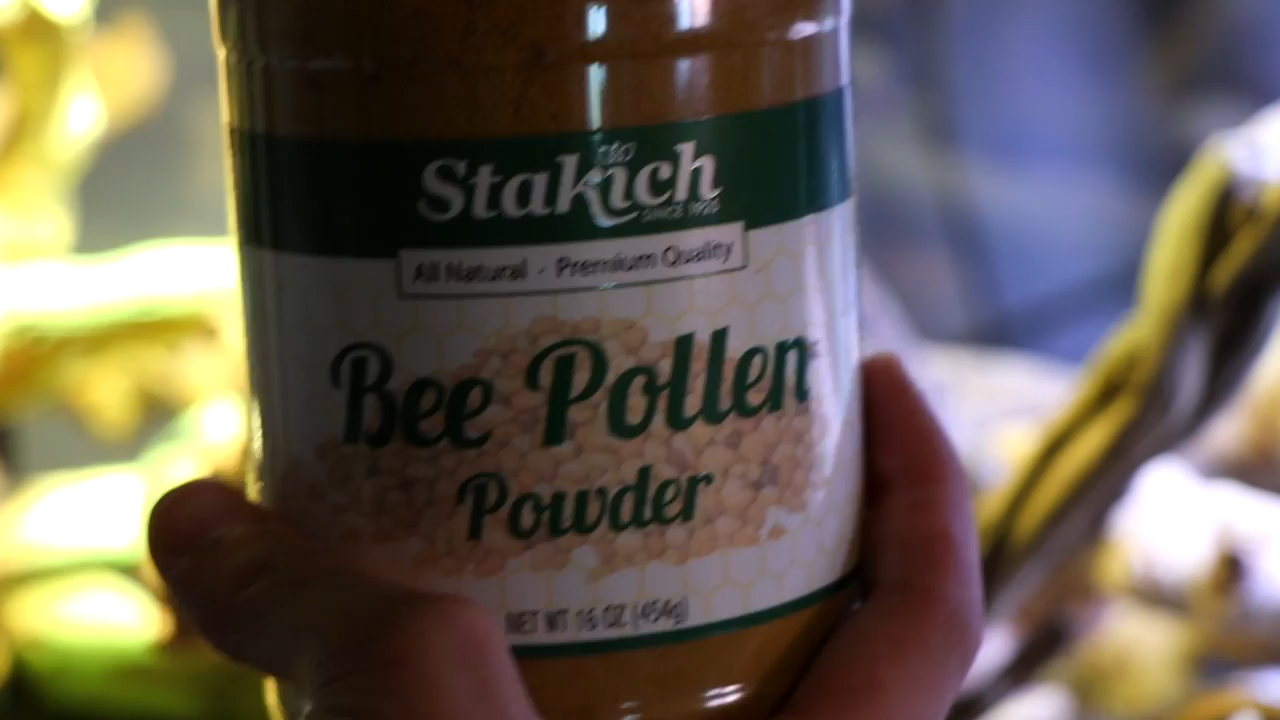 Stakich
SINCE 1925
All Natural - Premium Quality
Bee Pollen
Powder
NET WT 16 OZ (454g)